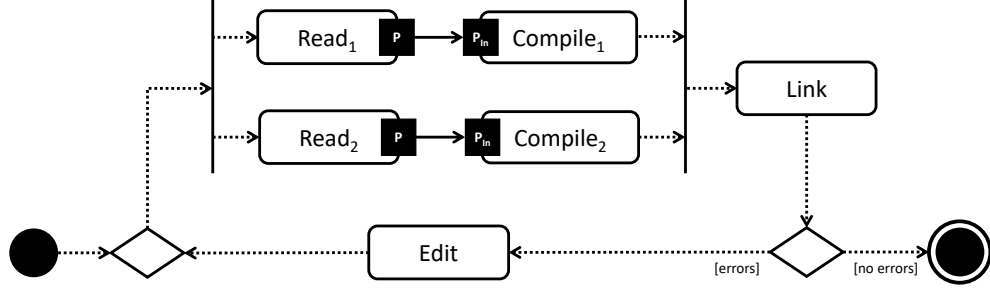 Read1 P PIn Compile1
Link
Read2 P PIn Compile2
Edit
[errors] [no errors]